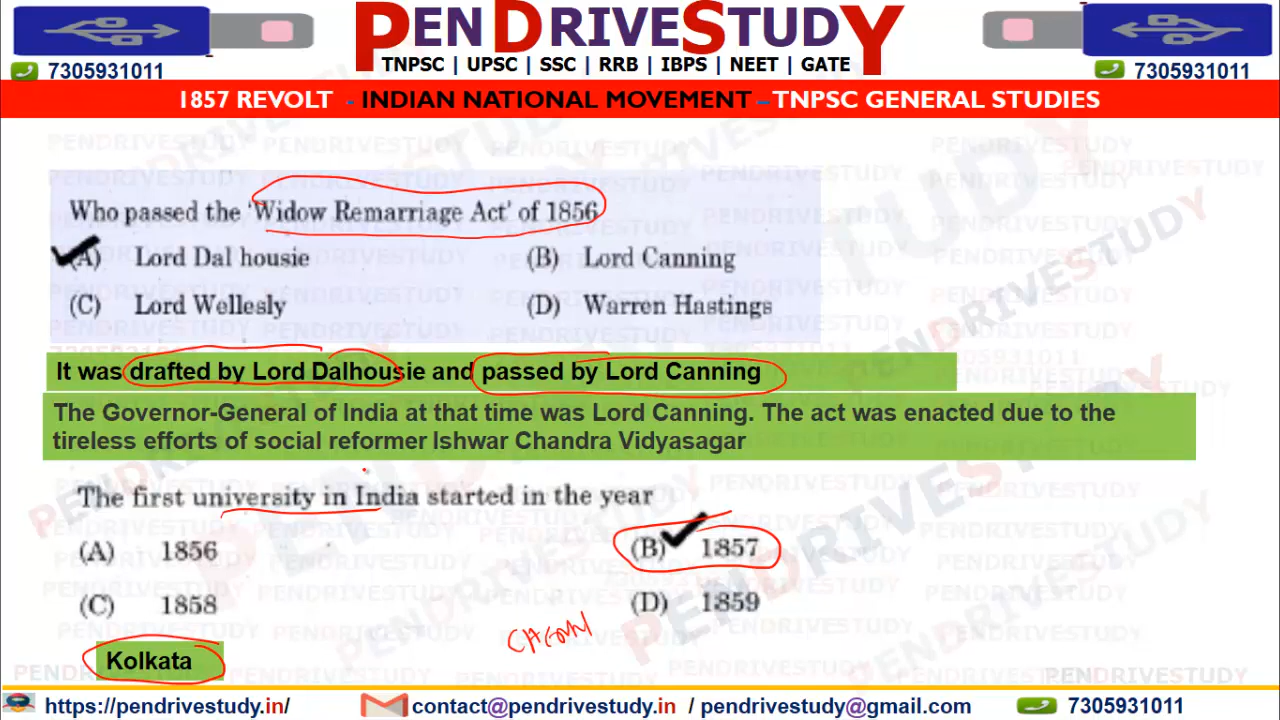 PENDRIVESTUDY
TNPSC | UPSC | SSC | RRB | IBPS | NEET | GATE
7305931011
7305931011
1857 REVOLT - INDIAN NATIONAL MOVEMENT – TNPSC GENERAL STUDIES
Who passed the 'Widow Remarriage Act' of 1856
(A) Lord Dal housie (B) Lord Canning
(C) Lord Wellesly (D) Warren Hastings
It was drafted by Lord Dalhousie and passed by Lord Canning
The Governor-General of India at that time was Lord Canning. The act was enacted due to the
tireless efforts of social reformer Ishwar Chandra Vidyasagar
The first university in India started in the year
(A) 1856 (B) 1857
(C) 1858 (D) 1859
Kolkata
https://pendrivestudy.in/ contact@pendrivestudy.in / pendrivestudy@gmail.com 7305931011